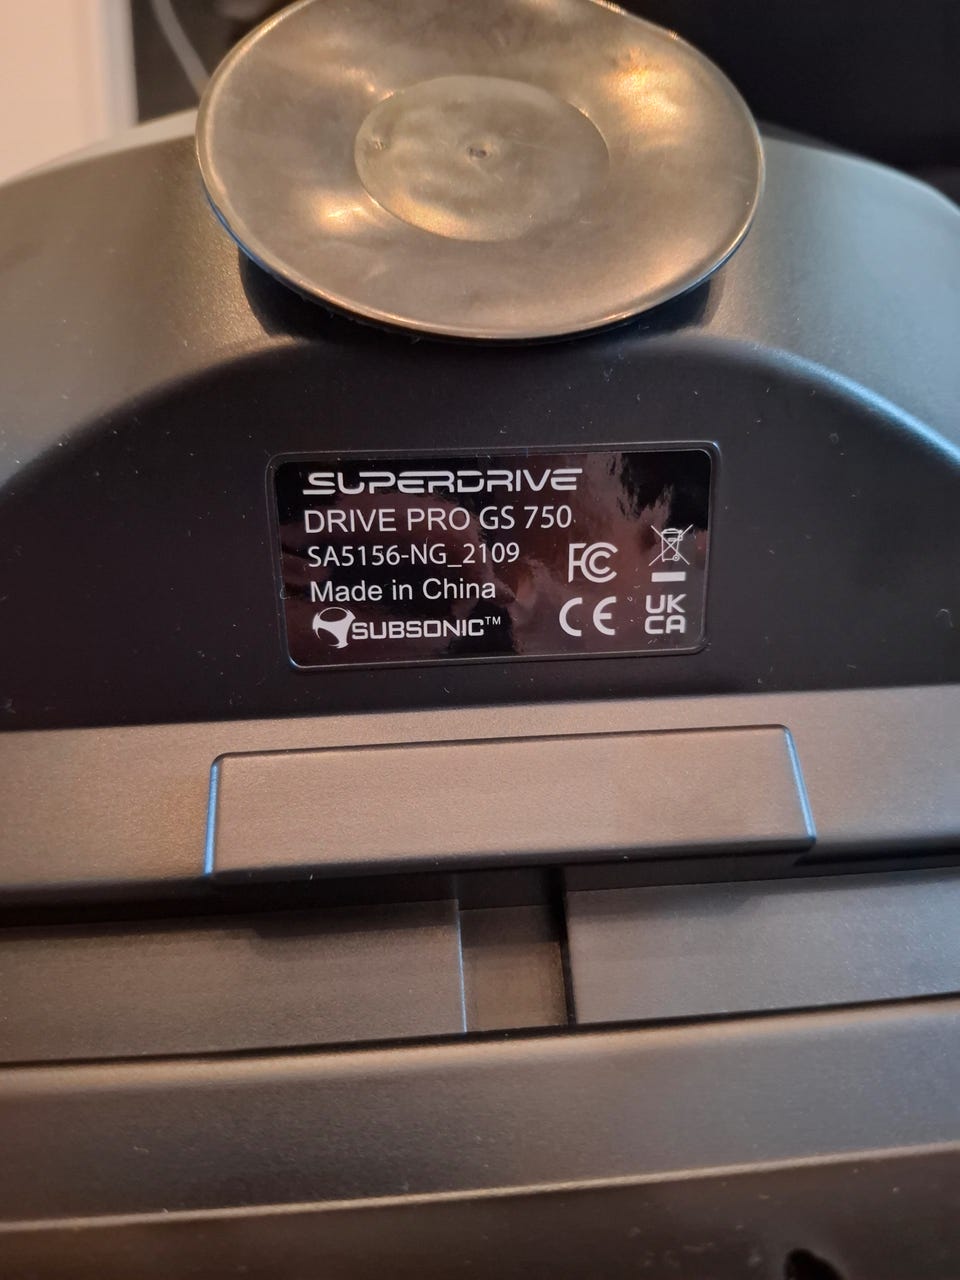 SUPERDRIVE
DRIVE PRO GS 750
SA5156-NG_2109
Made in China
SUBSONIC™
FC
CE
UK
CA